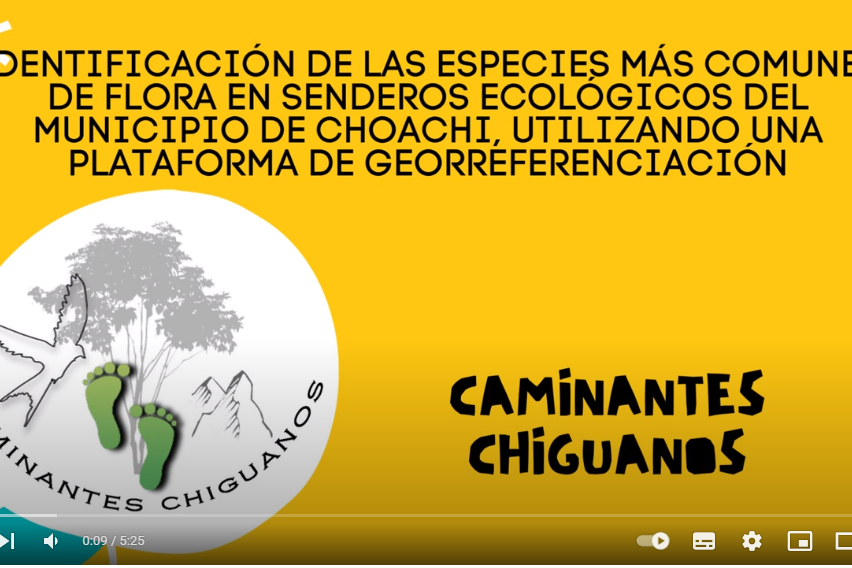 DENTIFICACIÓN DE LAS ESPECIES MÁS COMUNE
DE FLORA EN SENDEROS ECOLÓGICOS DEL
MUNICIPIO DE CHOACHI, UTILIZANDO UNA
PLATAFORMA DE GEORREFERENCIACIÓN
MINANTES CHIGUANOS
CAMINANTES
CHIGUANOS
0:09 / 5:25